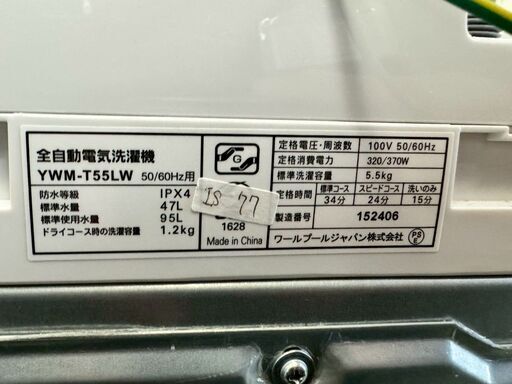 全自動電気洗濯機
YWM-T55LW 50/60Hz用
防水等級 IPX4
標準水量 47L
標準使用水量 95L
ドライコース時の洗濯容量 1.2kg
G
IS 77
1628
Made in China
定格電圧・周波数 100V 50/60Hz
定格消費電力 320/370W
標準洗濯容量 5.5kg
定格時間 標準コース スピードコース 洗いのみ
34分 24分 15分
製造番号 152406
ワールプールジャパン株式会社
PS
E